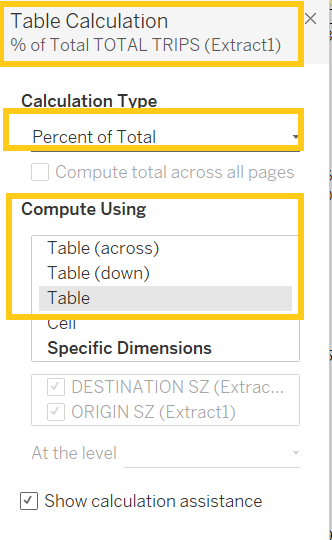 Table Calculation
% of Total TOTAL TRIPS (Extract1)
Calculation Type
Percent of Total
Compute total across all pages
Compute Using
Table (across)
Table (down)
Table
Cell
Specific Dimensions
DESTINATION SZ (Extrac...
ORIGIN SZ (Extract1)
At the level
Show calculation assistance